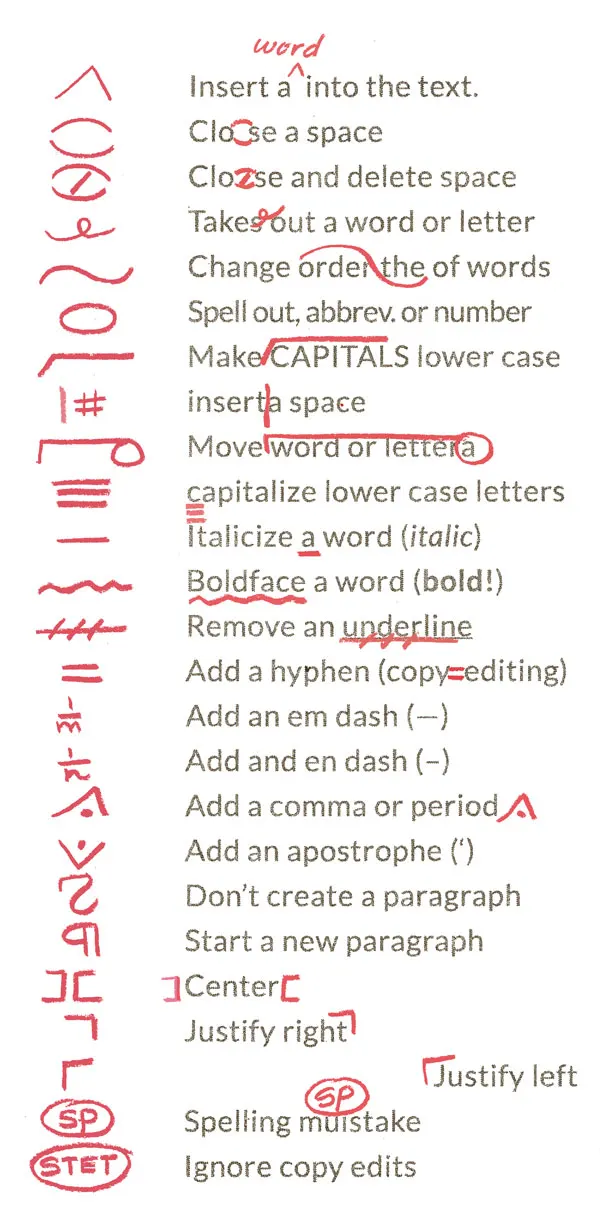 word
Insert a into the text.
Clo se a space
Clo se and delete space
Takes out a word or letter
Change order the of words
Spell out, abbrev. or number
Make CAPITALS lower case
# inserta space
Move word or letter a
capitalize lower case letters
Italicize a word (italic)
Boldface a word (bold!)
Remove an underline
Add a hyphen (copy=editing)
m Add an em dash (—)
n Add and en dash (–)
Add a comma or period
Add an apostrophe (‘)
Don’t create a paragraph
¶ Start a new paragraph
][ ]Center[
Justify right
Justify left
SP
SP Spelling muistake
STET Ignore copy edits